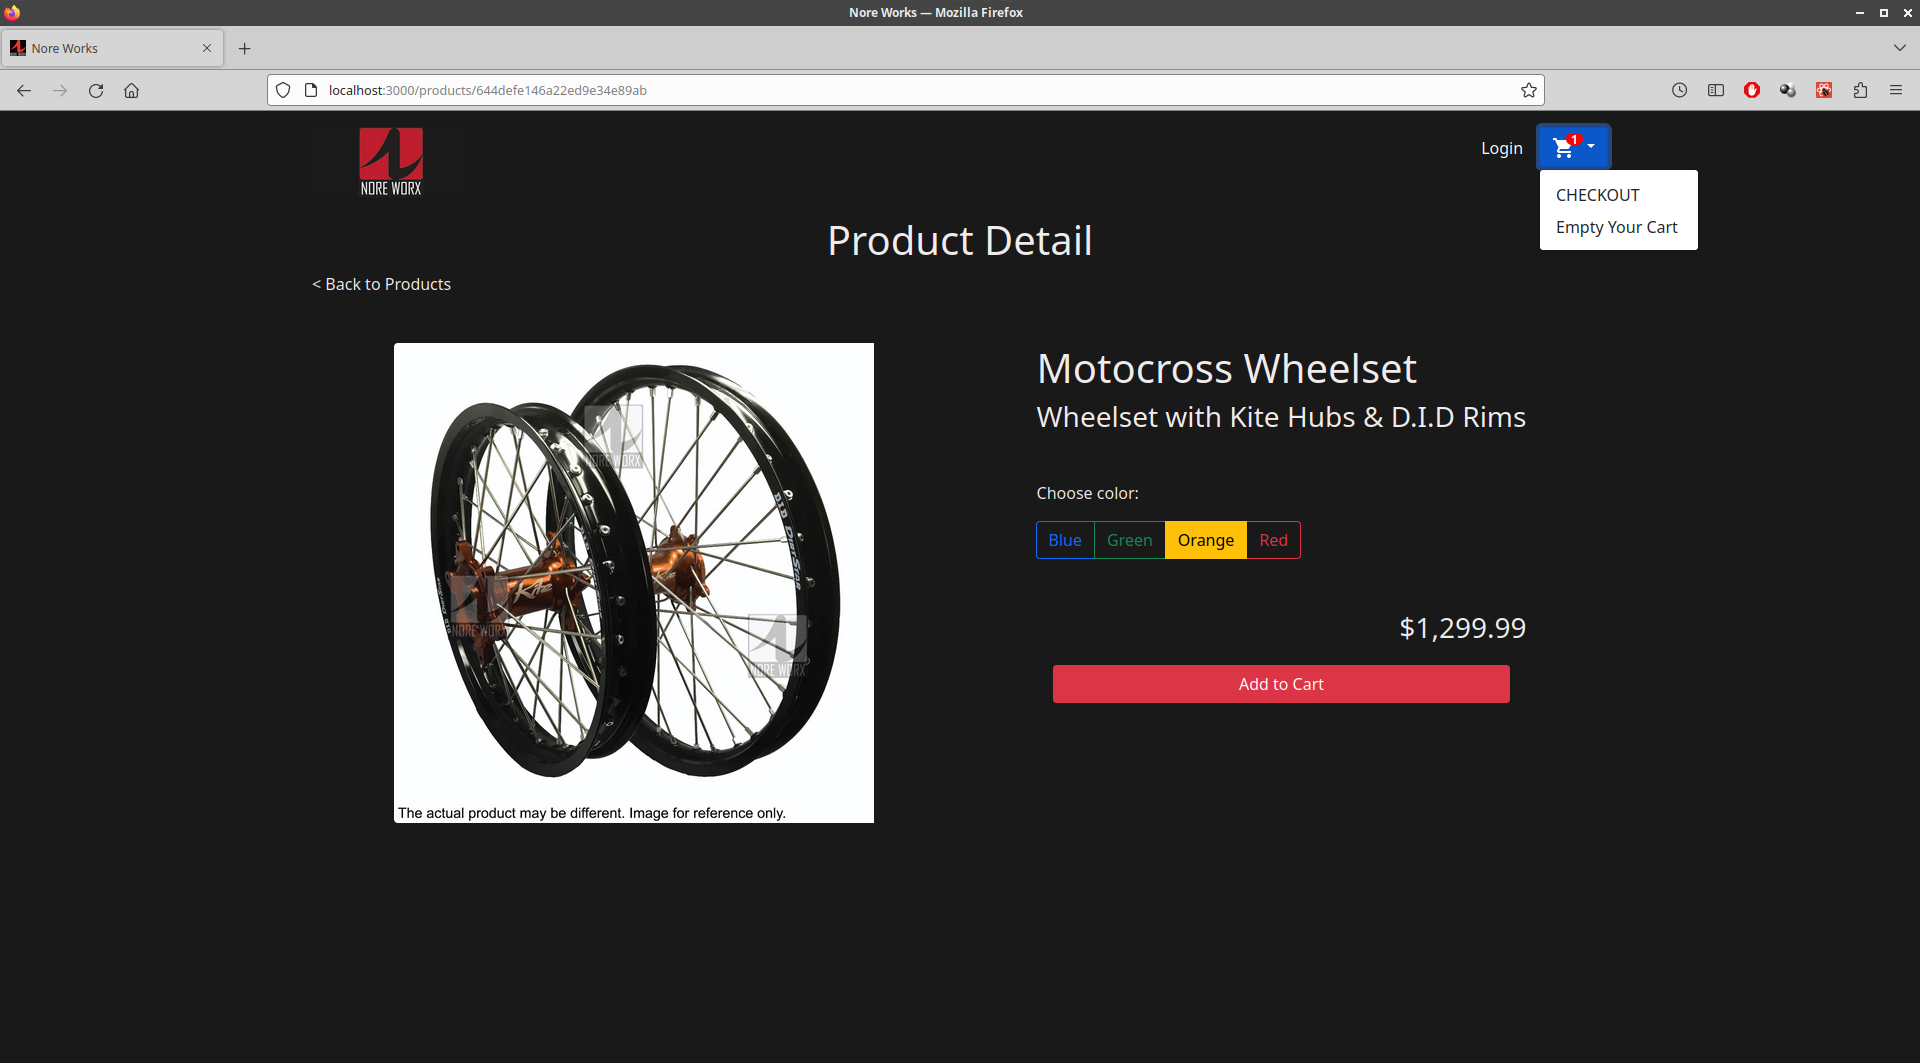 Nore Works — Mozilla Firefox
Nore Works
localhost:3000/products/644defe146a22ed9e34e89ab
NORE WORX
Login
1
CHECKOUT
Empty Your Cart
Product Detail
< Back to Products
Motocross Wheelset
Wheelset with Kite Hubs & D.I.D Rims
Choose color:
Blue Green Orange Red
$1,299.99
Add to Cart
NORE WORX
D.I.D DIRTSTAR
Kite
NORE WORX
NORE WORX
The actual product may be different. Image for reference only.